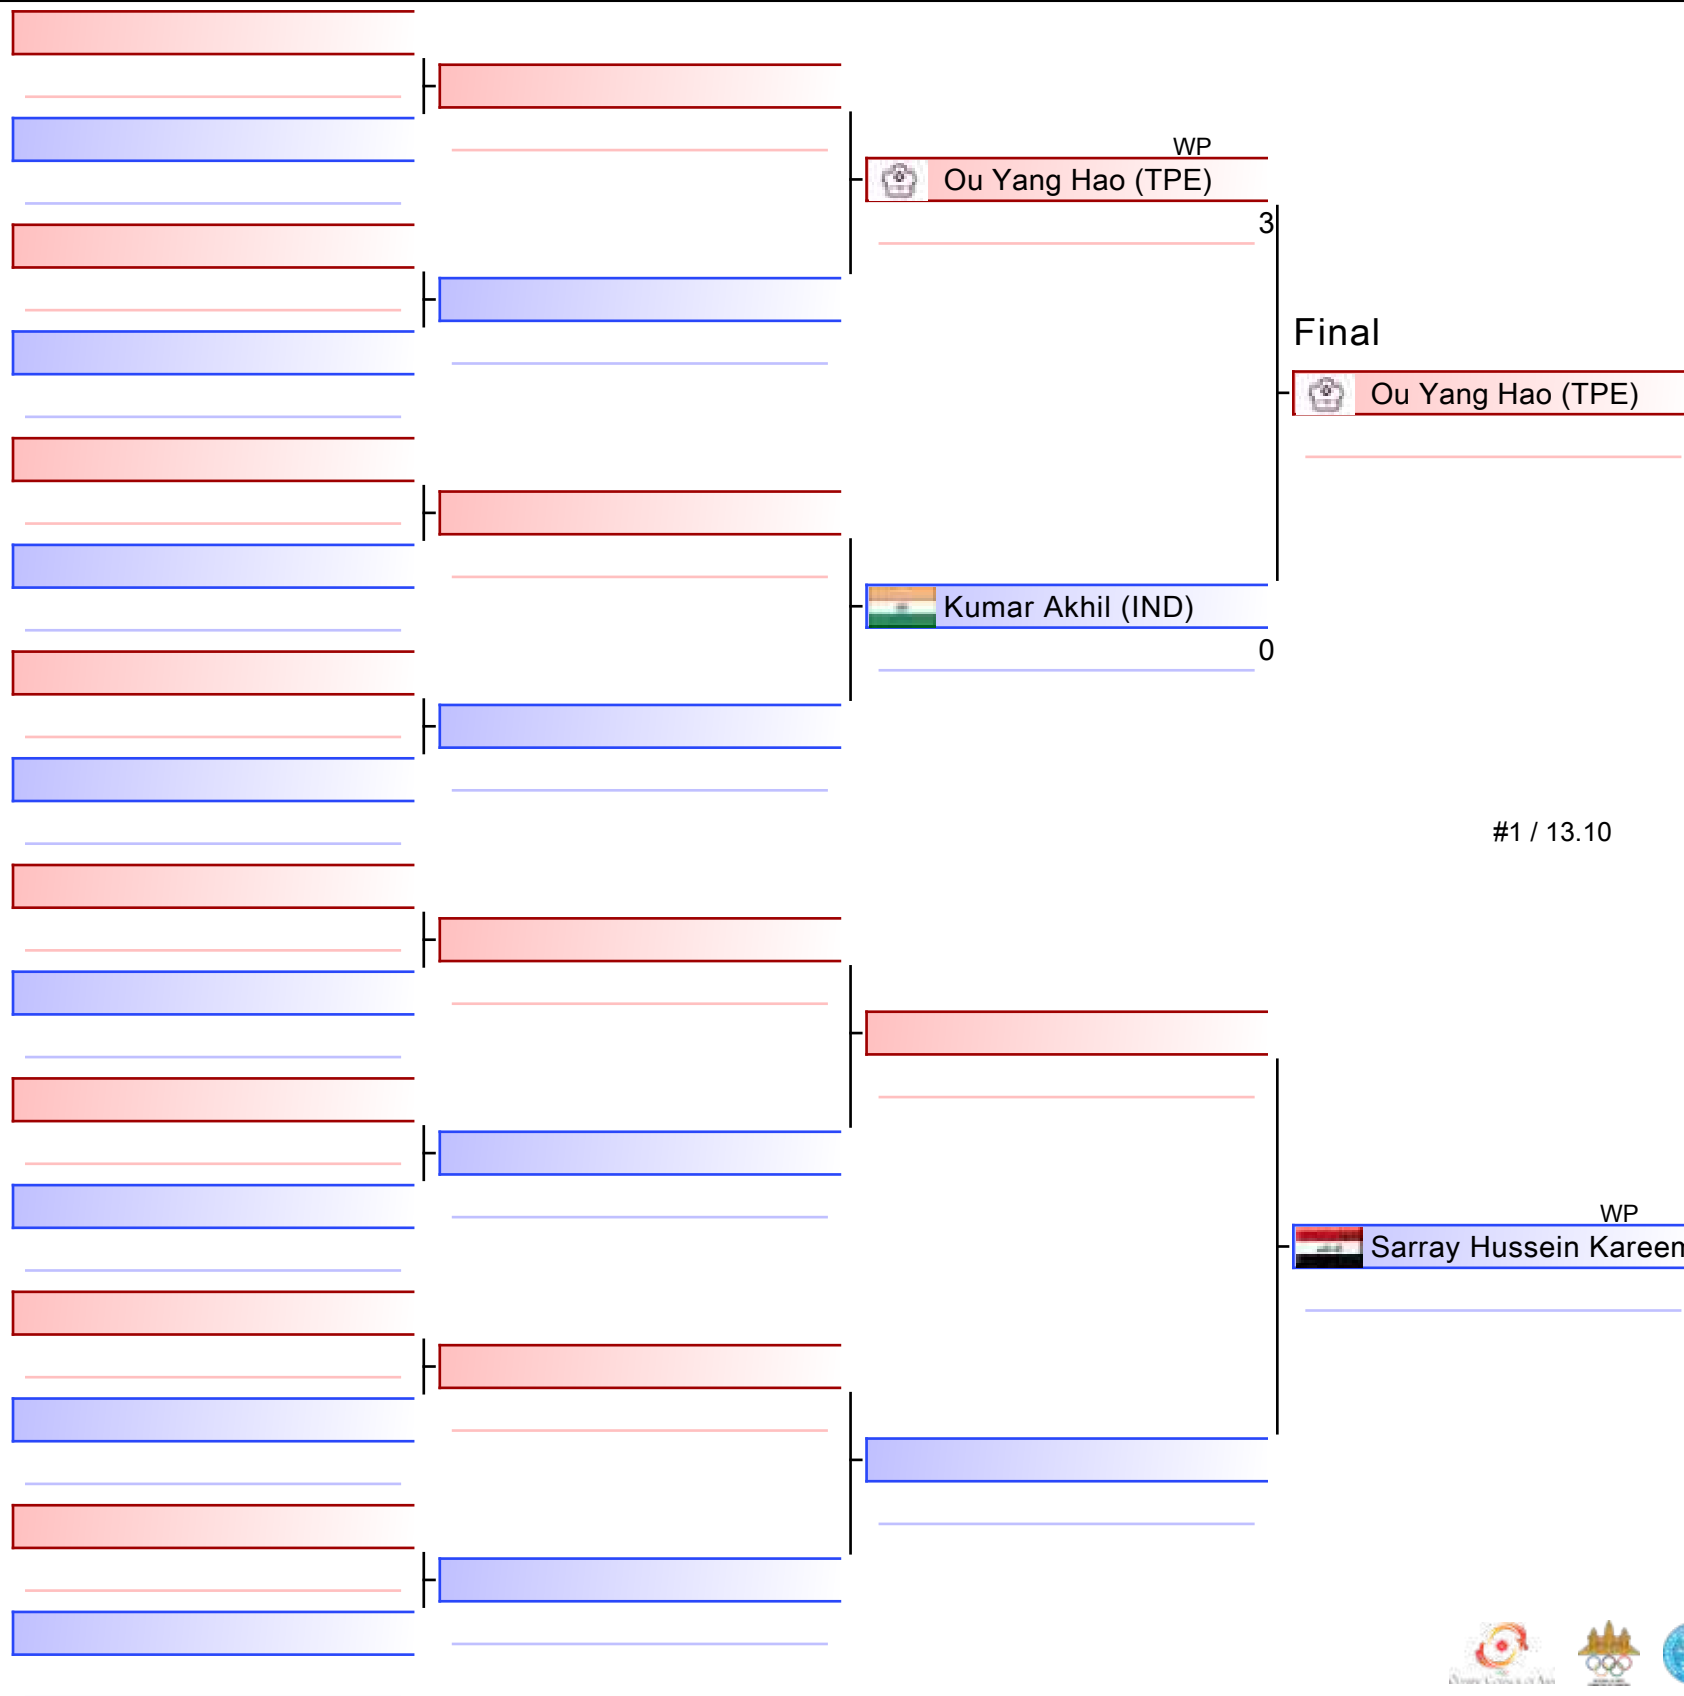 WP
Ou Yang Hao (TPE)
3
Final
Ou Yang Hao (TPE)
Kumar Akhil (IND)
0
#1 / 13.10
WP
Sarray Hussein